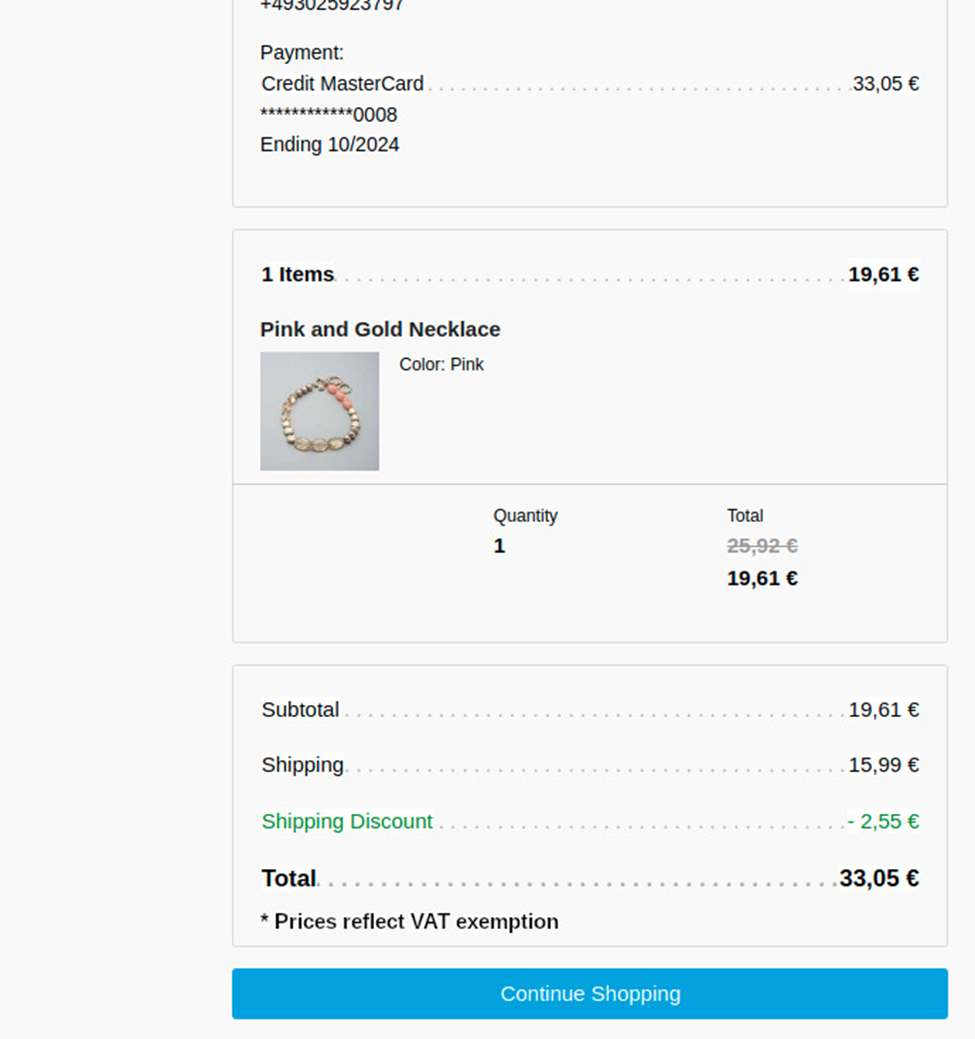 +493025923797
Payment:
Credit MasterCard 33,05 €
************0008
Ending 10/2024
1 Items 19,61 €
Pink and Gold Necklace
Color: Pink
Quantity Total
1 25,92 €
19,61 €
Subtotal 19,61 €
Shipping 15,99 €
Shipping Discount - 2,55 €
Total 33,05 €
* Prices reflect VAT exemption
Continue Shopping